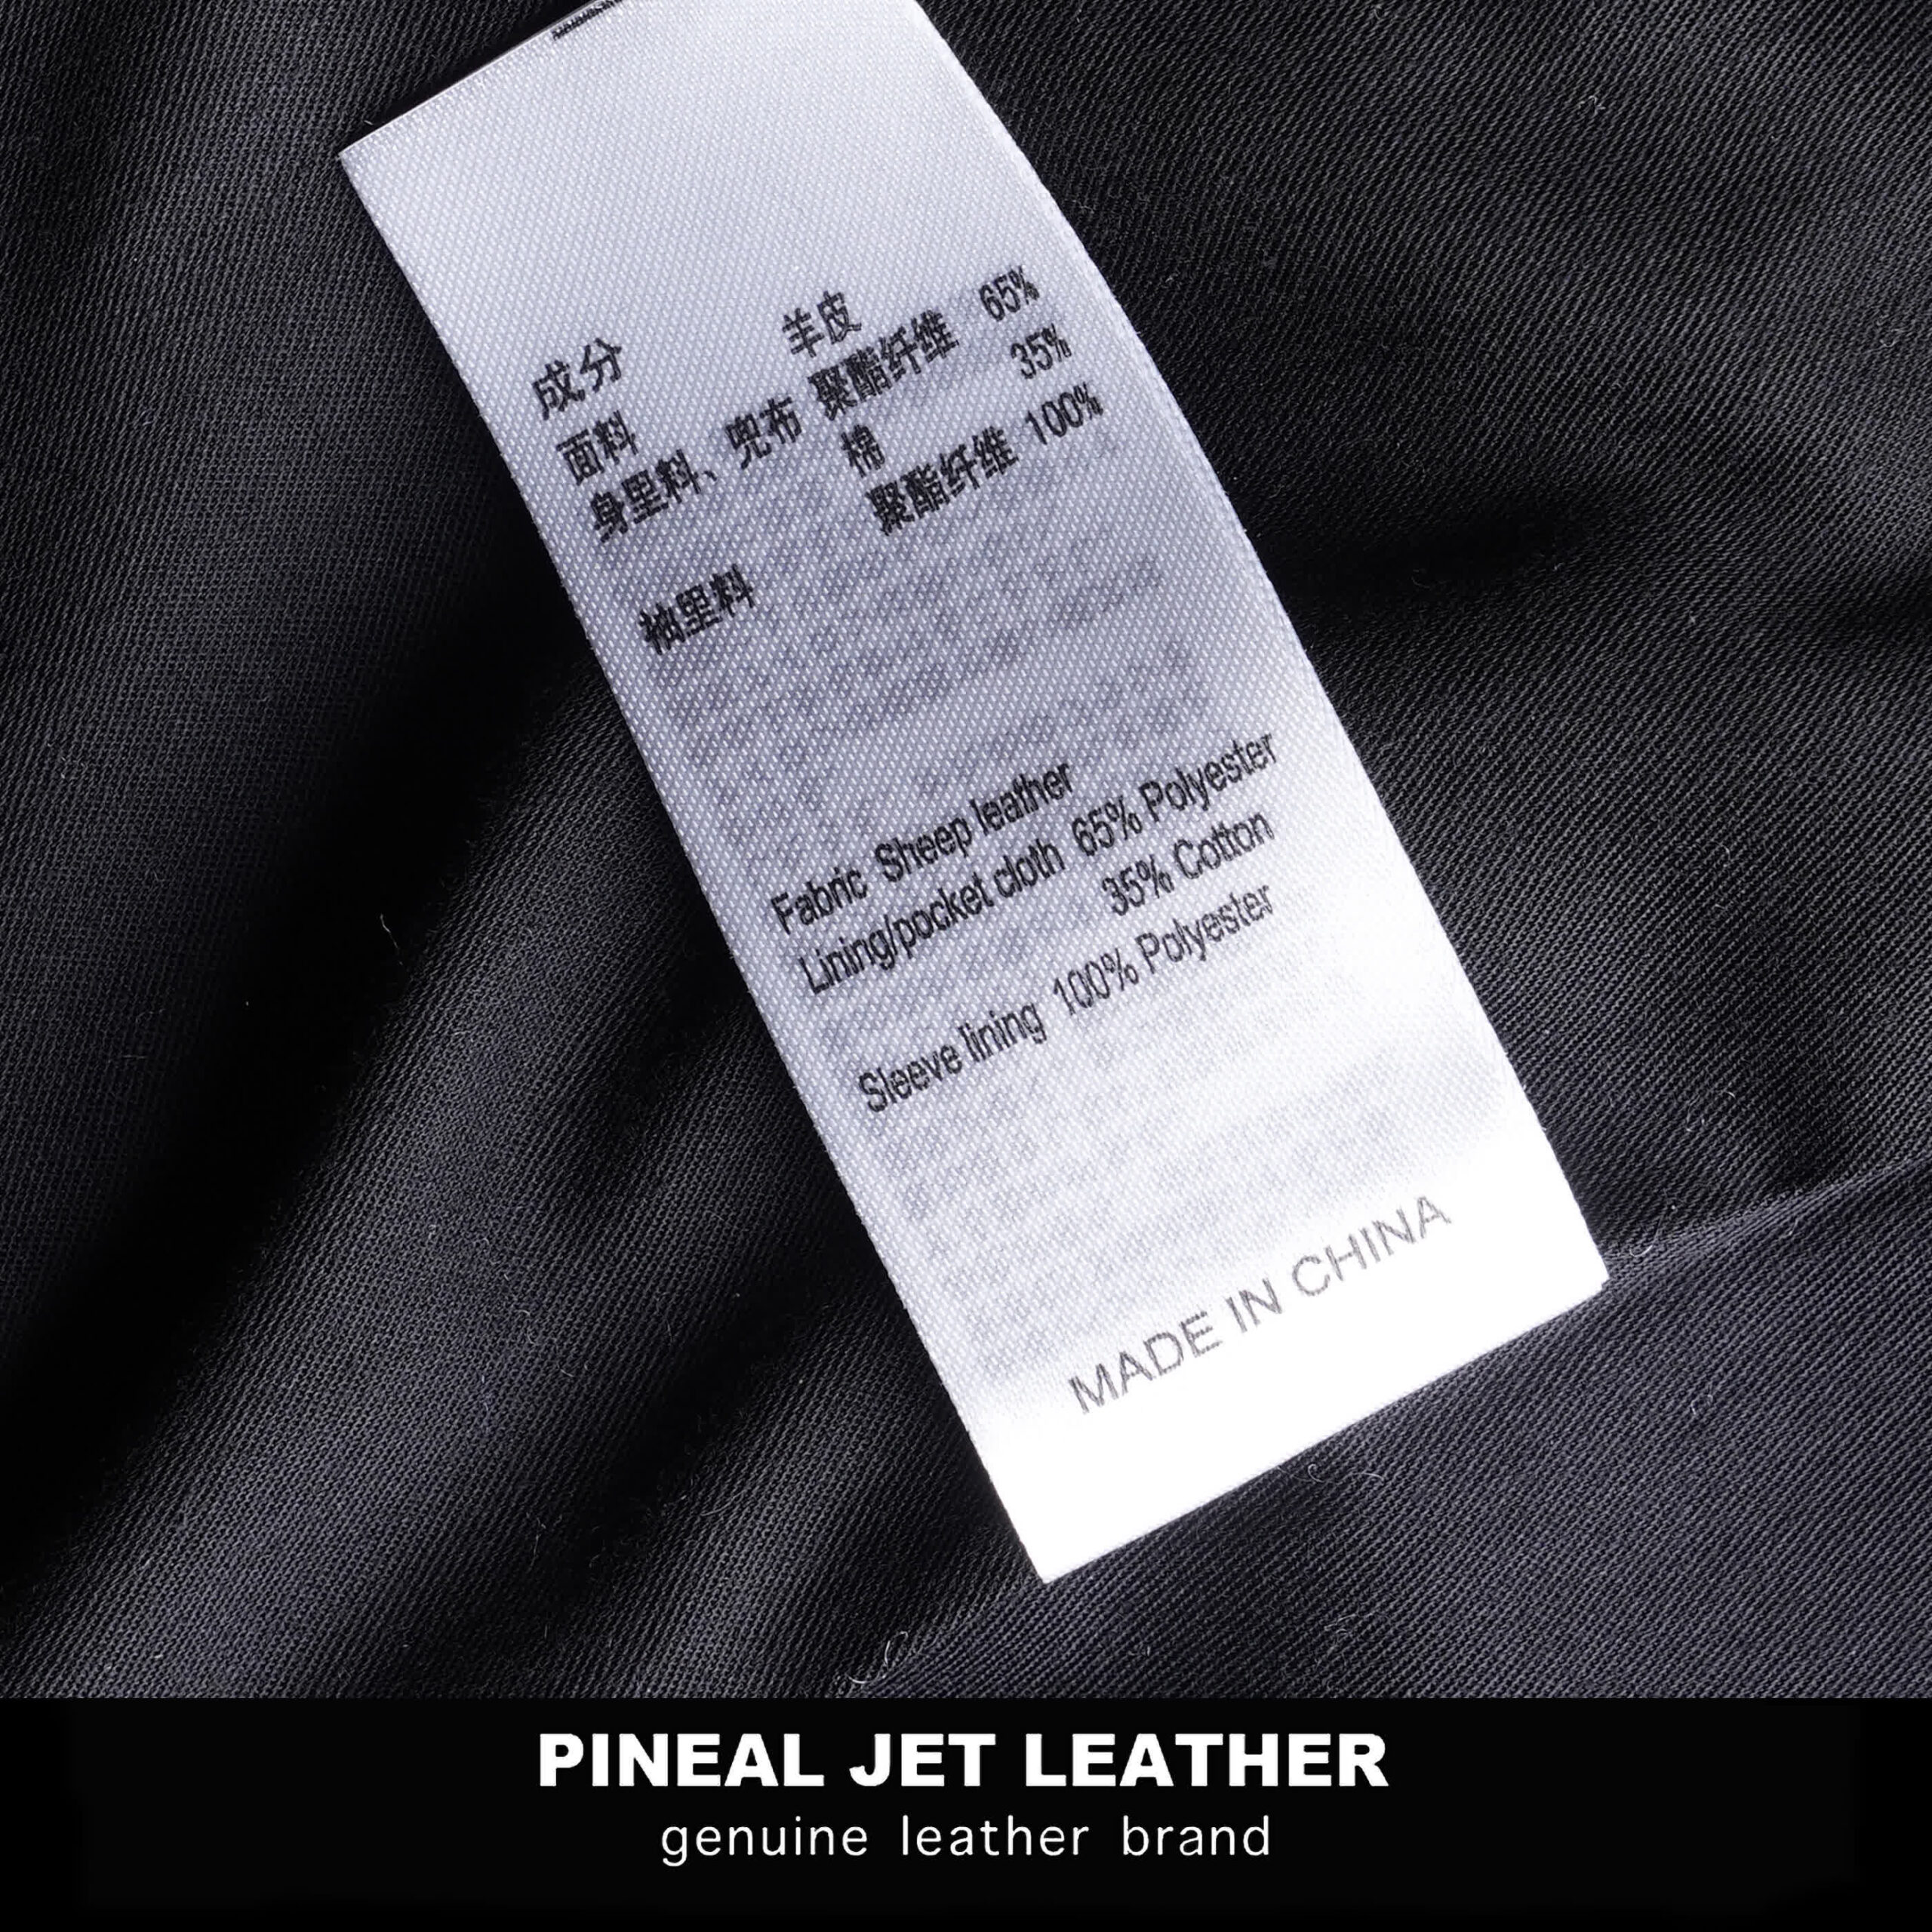 成分
面料 羊皮
身里料、兜布 聚酯纤维 65%
棉 35%
袖里料 聚酯纤维 100%
Fabric Sheep leather
Lining/pocket cloth 65% Polyester
35% Cotton
Sleeve lining 100% Polyester
MADE IN CHINA
PINEAL JET LEATHER
genuine leather brand